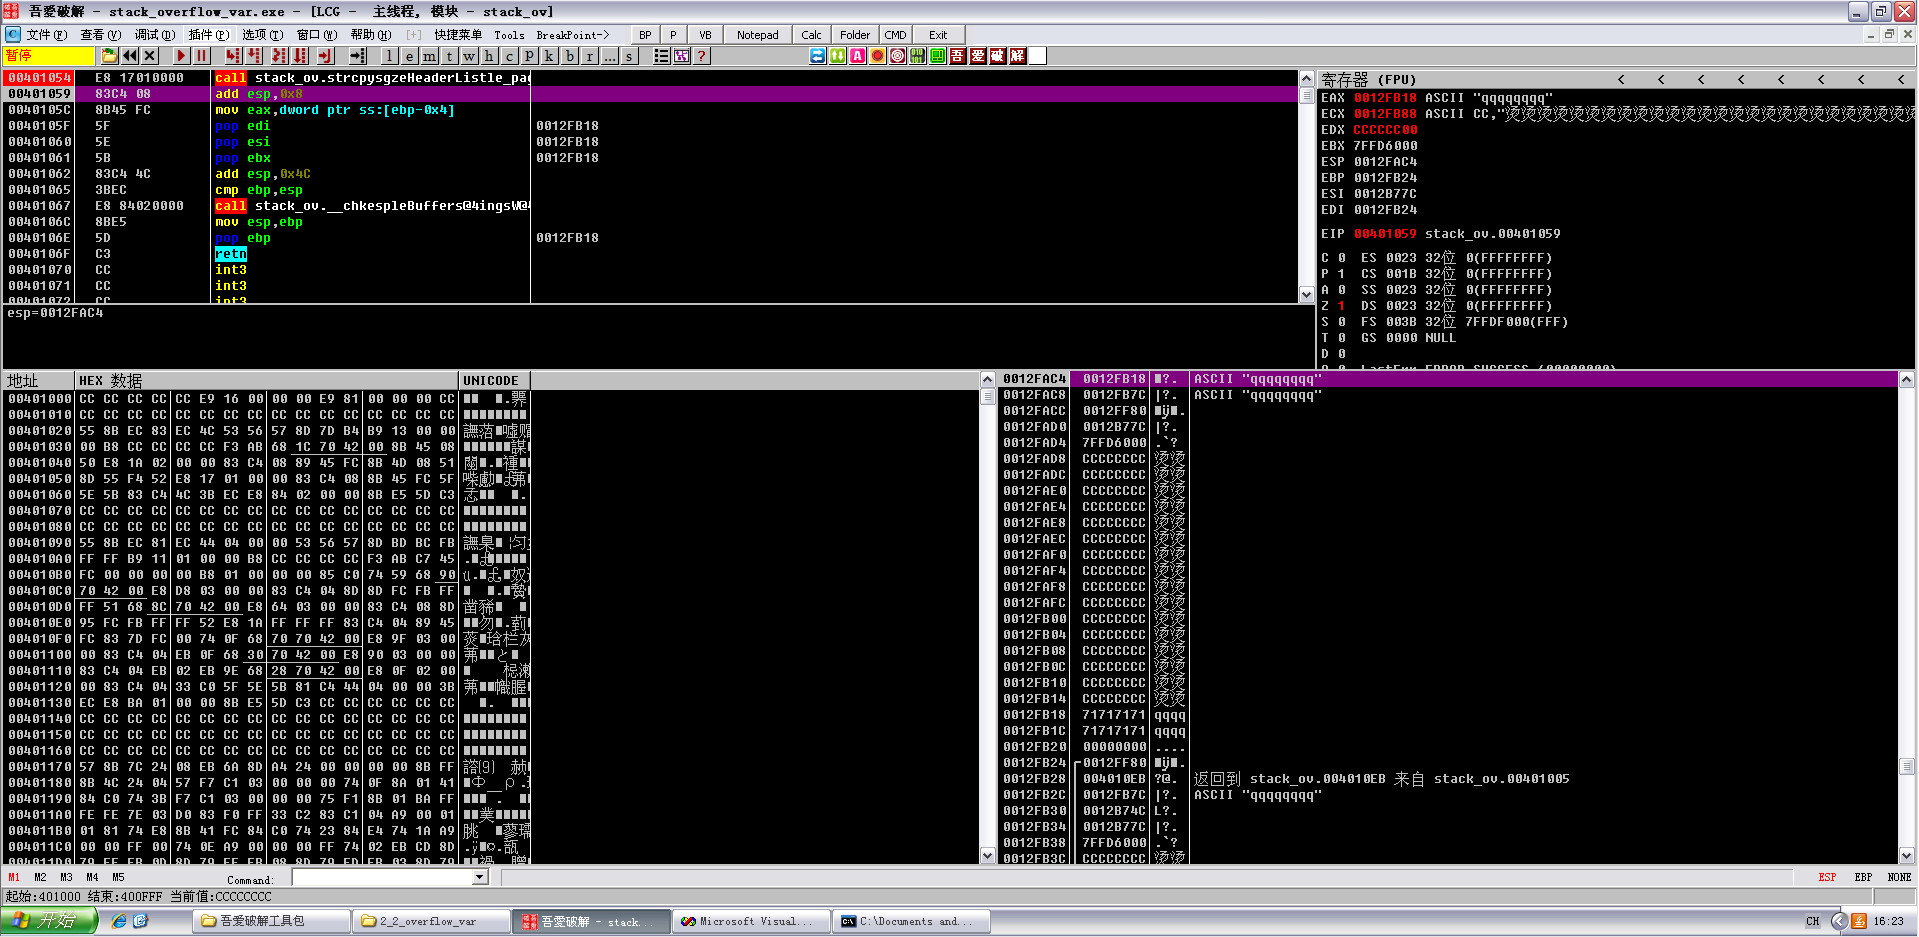 吾爱破解 - stack_overflow_var.exe - [LCG -  主线程, 模块 - stack_ov]
文件(F) 查看(V) 调试(D) 插件(P) 选项(T) 窗口(W) 帮助(H) [+] 快捷菜单 Tools BreakPoint-> BP P VB Notepad Calc Folder CMD Exit
暂停 l e m t w h c p k b r ... s ? 吾 爱 破 解
00401054 E8 17010000 call stack_ov.strcpysgzeHeaderListle_pa
00401059 83C4 08 add esp,0x8
0040105C 8B45 FC mov eax,dword ptr ss:[ebp-0x4]
0040105F 5F pop edi 0012FB18
00401060 5E pop esi 0012FB18
00401061 5B pop ebx 0012FB18
00401062 83C4 4C add esp,0x4C
00401065 3BEC cmp ebp,esp
00401067 E8 84020000 call stack_ov.__chkespleBuffers@4ingsW@4
0040106C 8BE5 mov esp,ebp
0040106E 5D pop ebp 0012FB18
0040106F C3 retn
00401070 CC int3
00401071 CC int3
00401072 CC int3
esp=0012FAC4
寄存器 (FPU) < < < < < < < <
EAX 0012FB18 ASCII "qqqqqqqq"
ECX 0012FB88 ASCII CC,"烫烫烫烫烫烫烫烫烫烫烫烫烫烫烫烫烫烫烫烫烫烫烫烫烫
EDX CCCCCC00
EBX 7FFD6000
ESP 0012FAC4
EBP 0012FB24
ESI 0012B77C
EDI 0012FB24
EIP 00401059 stack_ov.00401059
C 0 ES 0023 32位 0(FFFFFFFF)
P 1 CS 001B 32位 0(FFFFFFFF)
A 0 SS 0023 32位 0(FFFFFFFF)
Z 1 DS 0023 32位 0(FFFFFFFF)
S 0 FS 003B 32位 7FFDF000(FFF)
T 0 GS 0000 NULL
D 0
地址 HEX 数据 UNICODE
00401000 CC CC CC CC CC E9 16 00 00 00 E9 81 00 00 00 CC
00401010 CC CC CC CC CC CC CC CC CC CC CC CC CC CC CC CC
00401020 55 8B EC 83 EC 4C 53 56 57 8D 7D B4 B9 13 00 00
00401030 00 B8 CC CC CC CC F3 AB 68 1C 70 42 00 8B 45 08
00401040 50 E8 1A 02 00 00 83 C4 08 89 45 FC 8B 4D 08 51
00401050 8D 55 F4 52 E8 17 01 00 00 83 C4 08 8B 45 FC 5F
00401060 5E 5B 83 C4 4C 3B EC E8 84 02 00 00 8B E5 5D C3
00401070 CC CC CC CC CC CC CC CC CC CC CC CC CC CC CC CC
00401080 CC CC CC CC CC CC CC CC CC CC CC CC CC CC CC CC
00401090 55 8B EC 81 EC 44 04 00 00 53 56 57 8D BD BC FB
004010A0 FF FF B9 11 01 00 00 B8 CC CC CC CC F3 AB C7 45
004010B0 FC 00 00 00 00 B8 01 00 00 00 85 C0 74 59 68 90
004010C0 70 42 00 E8 D8 03 00 00 83 C4 04 8D 8D FC FB FF
004010D0 FF 51 68 8C 70 42 00 E8 64 03 00 00 83 C4 08 8D
004010E0 95 FC FB FF FF 52 E8 1A FF FF FF 83 C4 04 89 45
004010F0 FC 83 7D FC 00 74 0F 68 70 70 42 00 E8 9F 03 00
00401100 00 83 C4 04 EB 0F 68 30 70 42 00 E8 90 03 00 00
00401110 83 C4 04 EB 02 EB 9E 68 28 70 42 00 E8 0F 02 00
00401120 00 83 C4 04 33 C0 5F 5E 5B 81 C4 44 04 00 00 3B
00401130 EC E8 BA 01 00 00 8B E5 5D C3 CC CC CC CC CC CC
00401140 CC CC CC CC CC CC CC CC CC CC CC CC CC CC CC CC
00401150 CC CC CC CC CC CC CC CC CC CC CC CC CC CC CC CC
00401160 CC CC CC CC CC CC CC CC CC CC CC CC CC CC CC CC
00401170 57 8B 7C 24 08 EB 6A 8D A4 24 00 00 00 00 8B FF
00401180 8B 4C 24 04 57 F7 C1 03 00 00 00 74 0F 8A 01 41
00401190 84 C0 74 3B F7 C1 03 00 00 00 75 F1 8B 01 BA FF
004011A0 FE FE 7E 03 D0 83 F0 FF 33 C2 83 C1 04 A9 00 01
004011B0 01 81 74 E8 8B 41 FC 84 C0 74 23 84 E4 74 1A A9
004011C0 00 00 FF 00 74 0E A9 00 00 00 FF 74 02 EB CD 8D
0012FAC4 0012FB18 ASCII "qqqqqqqq"
0012FAC8 0012FB7C |?. ASCII "qqqqqqqq"
0012FACC 0012FF80
0012FAD0 0012B77C |?.
0012FAD4 7FFD6000 .`?
0012FAD8 CCCCCCCC 烫烫
0012FADC CCCCCCCC 烫烫
0012FAE0 CCCCCCCC 烫烫
0012FAE4 CCCCCCCC 烫烫
0012FAE8 CCCCCCCC 烫烫
0012FAEC CCCCCCCC 烫烫
0012FAF0 CCCCCCCC 烫烫
0012FAF4 CCCCCCCC 烫烫
0012FAF8 CCCCCCCC 烫烫
0012FAFC CCCCCCCC 烫烫
0012FB00 CCCCCCCC 烫烫
0012FB04 CCCCCCCC 烫烫
0012FB08 CCCCCCCC 烫烫
0012FB0C CCCCCCCC 烫烫
0012FB10 CCCCCCCC 烫烫
0012FB14 CCCCCCCC 烫烫
0012FB18 71717171 qqqq
0012FB1C 71717171 qqqq
0012FB20 00000000 ....
0012FB24 0012FF80
0012FB28 004010EB ?@. 返回到 stack_ov.004010EB 来自 stack_ov.00401005
0012FB2C 0012FB7C |?. ASCII "qqqqqqqq"
0012FB30 0012B74C L?.
0012FB34 0012B77C |?.
0012FB38 7FFD6000 .`?
0012FB3C CCCCCCCC 烫烫
M1 M2 M3 M4 M5 Command: ESP EBP NONE
起始:401000 结束:400FFF 当前值:CCCCCCCC
开始 吾爱破解工具包 2_2_overflow_var 吾爱破解 - stack... Microsoft Visual... C:\Documents and... CH 16:23